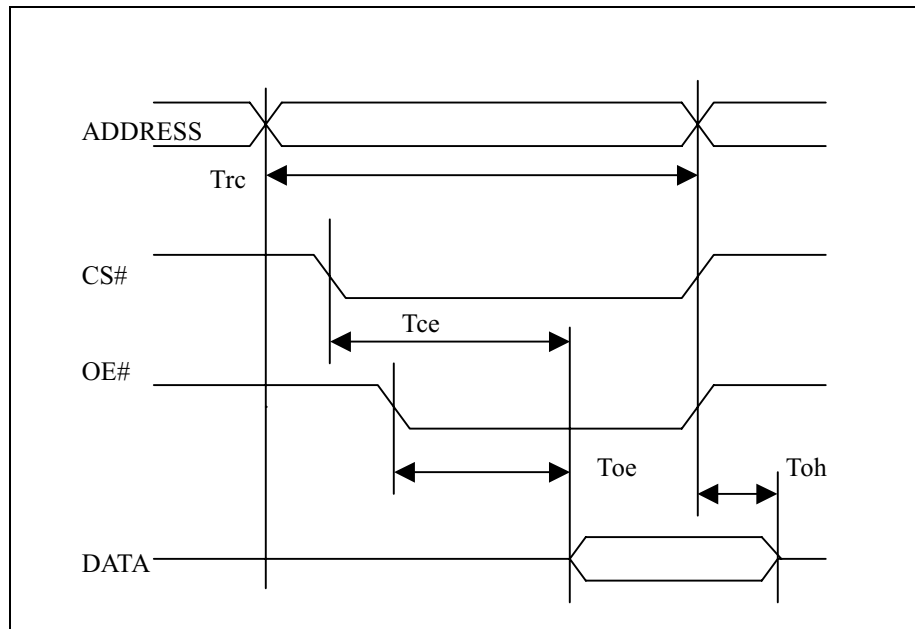 ADDRESS
Trc
CS#
Tce
OE#
Toe
Toh
DATA